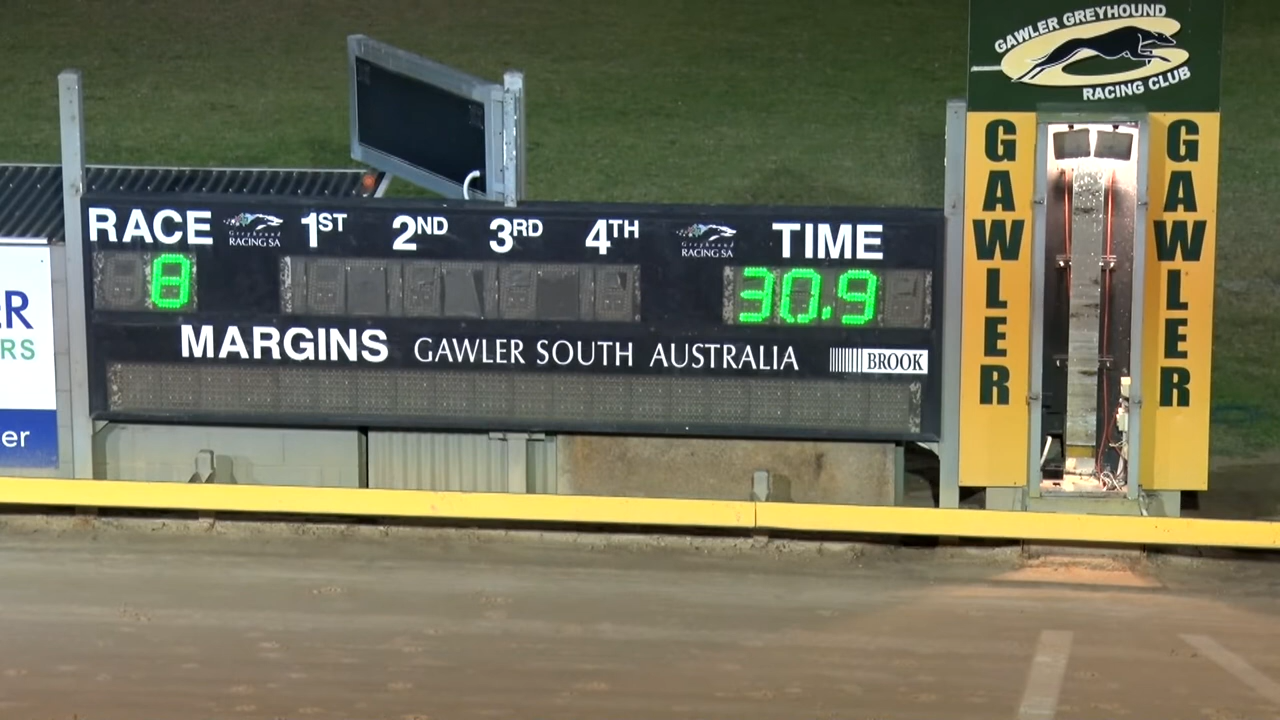 GAWLER GREYHOUND
RACING CLUB
RACE
Greyhound
RACING SA
1ST
2ND
3RD
4TH
Greyhound
RACING SA
TIME
8
30.9
MARGINS
GAWLER SOUTH AUSTRALIA
BROOK
GAWLER
GAWLER
ER
RS
er